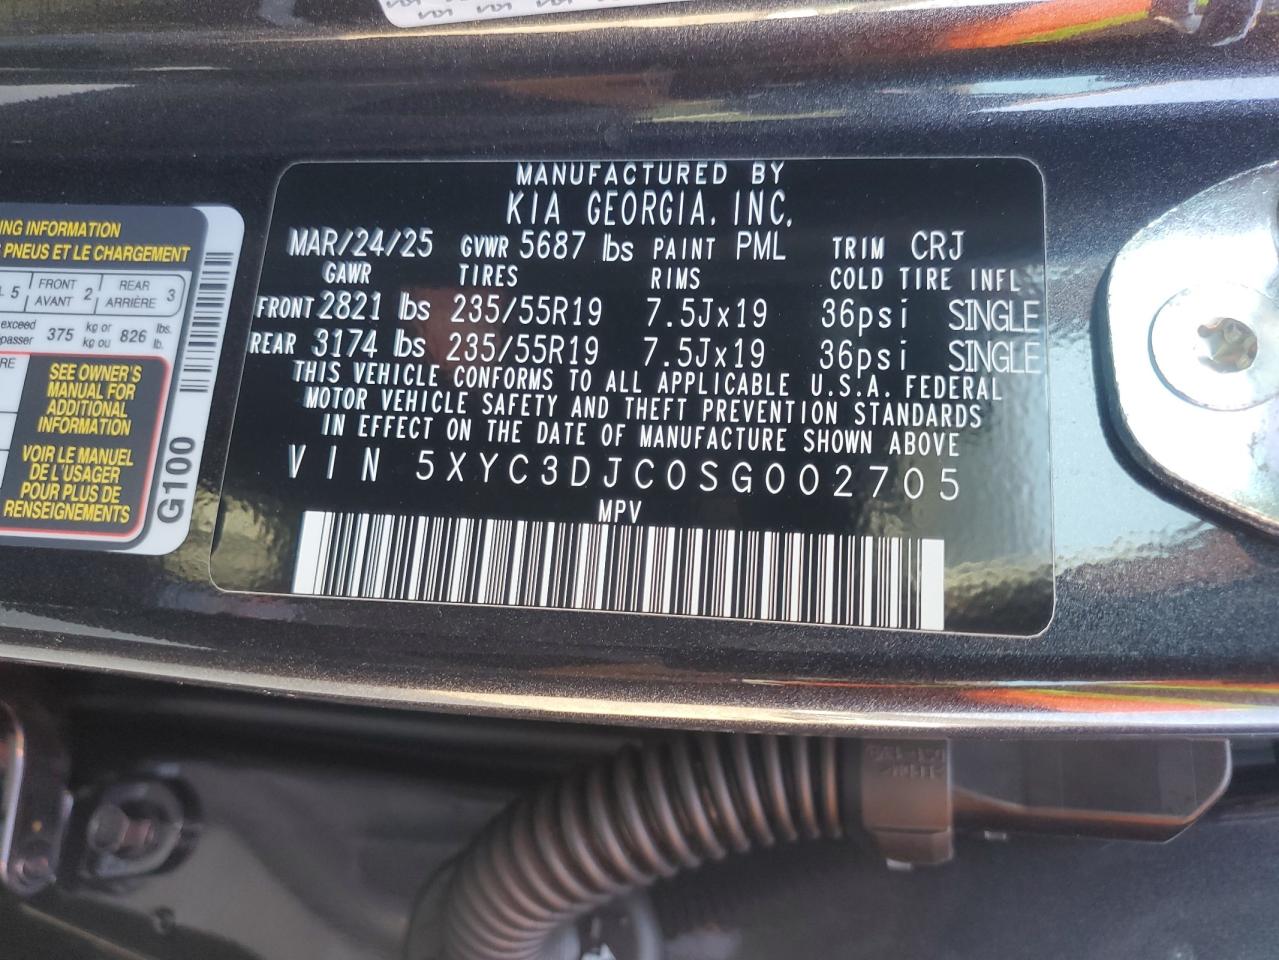 MANUFACTURED BY
KIA GEORGIA, INC,
MAR/24/25 GVWR 5687 lbs PAINT PML TRIM CRJ
GAWR TIRES RIMS COLD TIRE INFL
FRONT 2821 lbs 235/55R19 7.5Jx19 36psi SINGLE
REAR 3174 lbs 235/55R19 7.5Jx19 36psi SINGLE
THIS VEHICLE CONFORMS TO ALL APPLICABLE U.S.A. FEDERAL
MOTOR VEHICLE SAFETY AND THEFT PREVENTION STANDARDS
IN EFFECT ON THE DATE OF MANUFACTURE SHOWN ABOVE
VIN 5XYC3DJC0SG002705
MPV
INFORMATION
PNEUS ET LE CHARGEMENT
5 FRONT 2 REAR 3
AVANT ARRIÈRE
exceed 375 kg or 826 lbs.
kg ou lb.
SEE OWNER'S
MANUAL FOR
ADDITIONAL
INFORMATION
VOIR LE MANUEL
DE L'USAGER
POUR PLUS DE
RENSEIGNEMENTS
G100